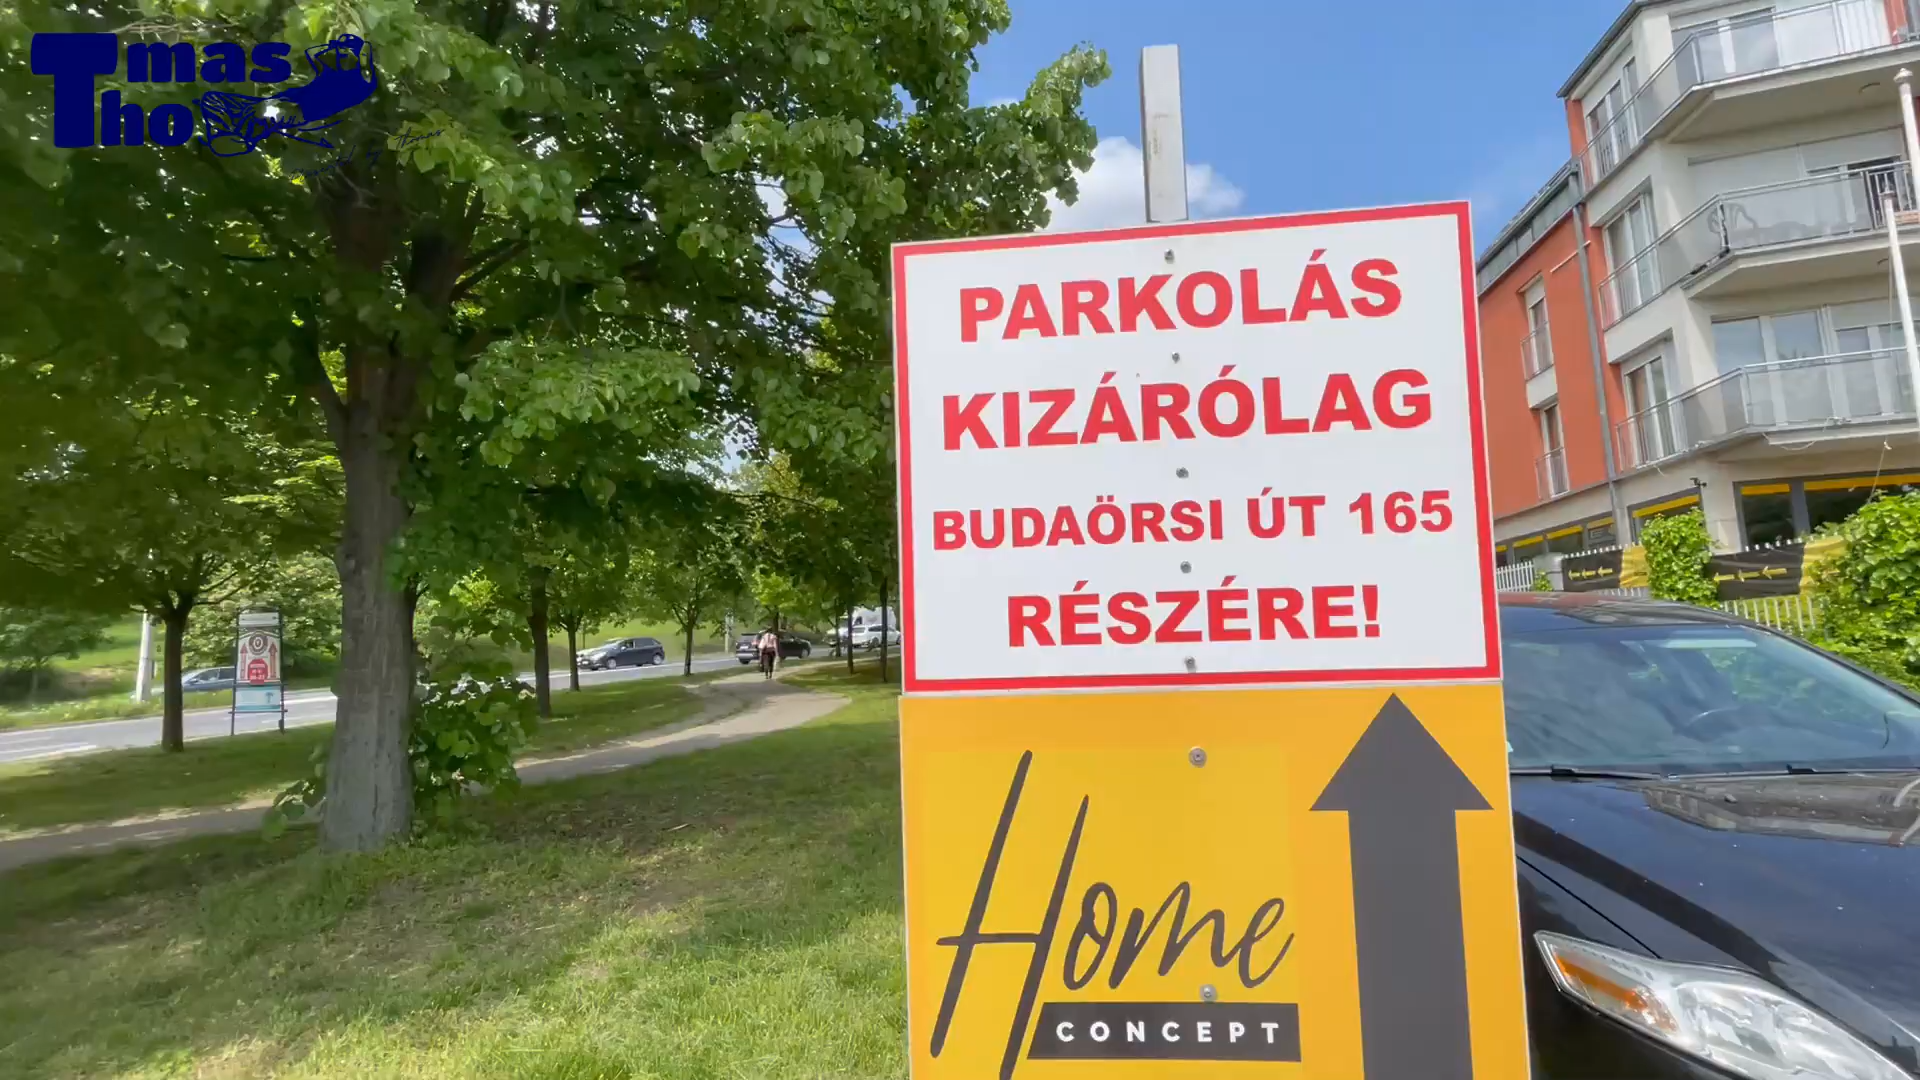 Tmas
Tho
PARKOLÁS
KIZÁRÓLAG
BUDAÖRSI ÚT 165
RÉSZÉRE!
Home
CONCEPT